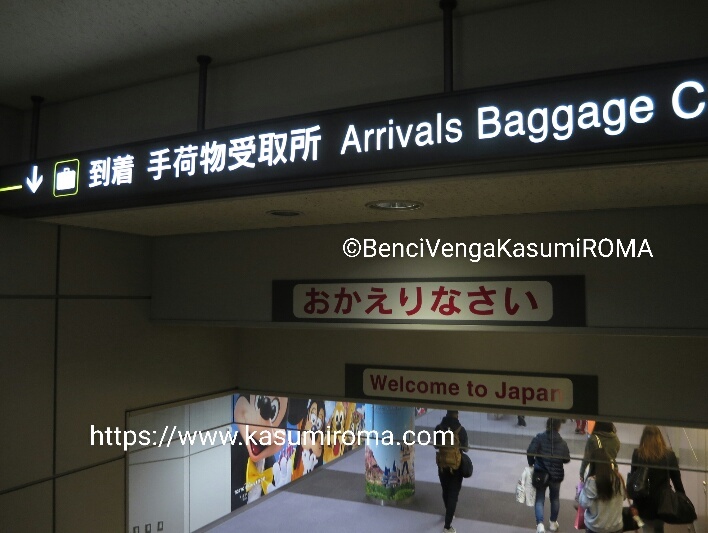 到着 手荷物受取所 Arrivals Baggage C
©BenciVengaKasumiROMA
おかえりなさい
Welcome to Japan
https://www.kasumiroma.com